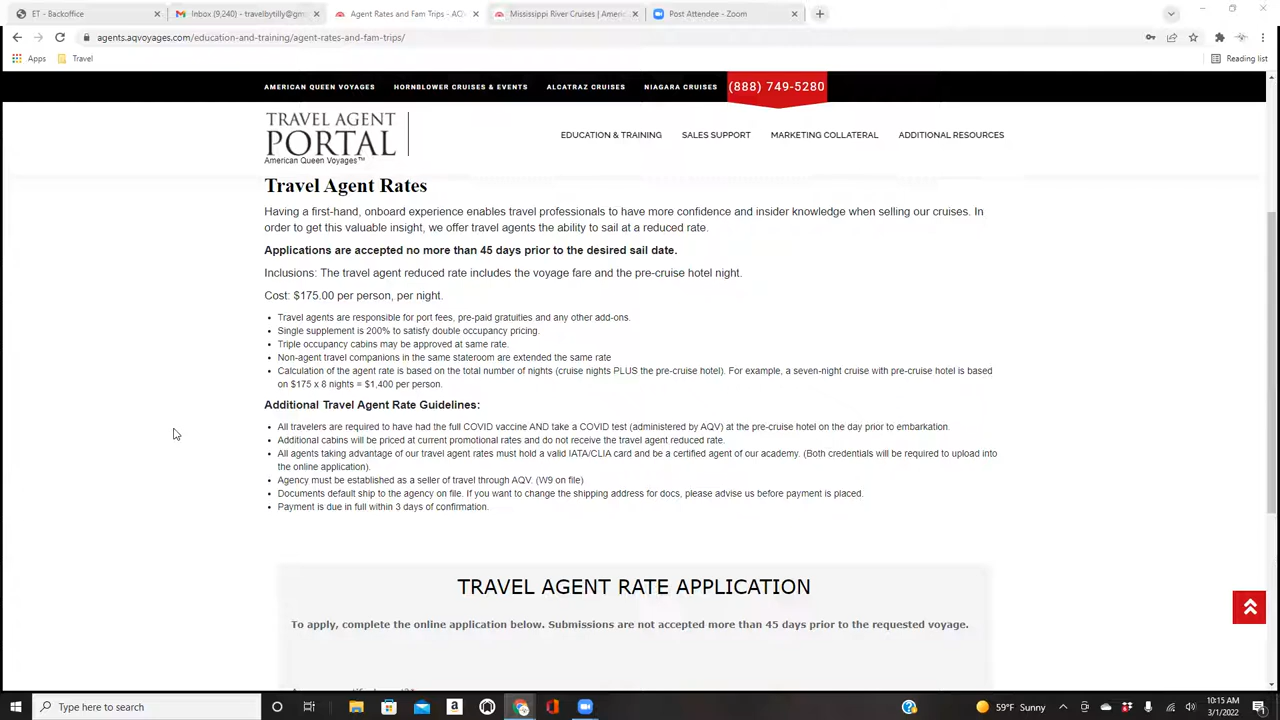 ET - Backoffice
Inbox (9,240) - travelbytilly@gm
Agent Rates and Fam Trips - AC
Mississippi River Cruises | Americ
Post Attendee - Zoom
agents.aqvoyages.com/education-and-training/agent-rates-and-fam-trips/
Apps
Travel
Reading list
AMERICAN QUEEN VOYAGES
HORNBLOWER CRUISES & EVENTS
ALCATRAZ CRUISES
NIAGARA CRUISES
(888) 749-5280
TRAVEL AGENT
PORTAL
American Queen Voyages™
EDUCATION & TRAINING
SALES SUPPORT
MARKETING COLLATERAL
ADDITIONAL RESOURCES
Travel Agent Rates
Having a first-hand, onboard experience enables travel professionals to have more confidence and insider knowledge when selling our cruises. In
order to get this valuable insight, we offer travel agents the ability to sail at a reduced rate.
Applications are accepted no more than 45 days prior to the desired sail date.
Inclusions: The travel agent reduced rate includes the voyage fare and the pre-cruise hotel night.
Cost: $175.00 per person, per night.
• Travel agents are responsible for port fees, pre-paid gratuities and any other add-ons.
• Single supplement is 200% to satisfy double occupancy pricing.
• Triple occupancy cabins may be approved at same rate.
• Non-agent travel companions in the same stateroom are extended the same rate
• Calculation of the agent rate is based on the total number of nights (cruise nights PLUS the pre-cruise hotel). For example, a seven-night cruise with pre-cruise hotel is based
on $175 x 8 nights = $1,400 per person.
Additional Travel Agent Rate Guidelines:
• All travelers are required to have had the full COVID vaccine AND take a COVID test (administered by AQV) at the pre-cruise hotel on the day prior to embarkation.
• Additional cabins will be priced at current promotional rates and do not receive the travel agent reduced rate.
• All agents taking advantage of our travel agent rates must hold a valid IATA/CLIA card and be a certified agent of our academy. (Both credentials will be required to upload into
the online application).
• Agency must be established as a seller of travel through AQV. (W9 on file)
• Documents default ship to the agency on file. If you want to change the shipping address for docs, please advise us before payment is placed.
• Payment is due in full within 3 days of confirmation.
TRAVEL AGENT RATE APPLICATION
To apply, complete the online application below. Submissions are not accepted more than 45 days prior to the requested voyage.
Type here to search
59°F Sunny
10:15 AM
3/1/2022